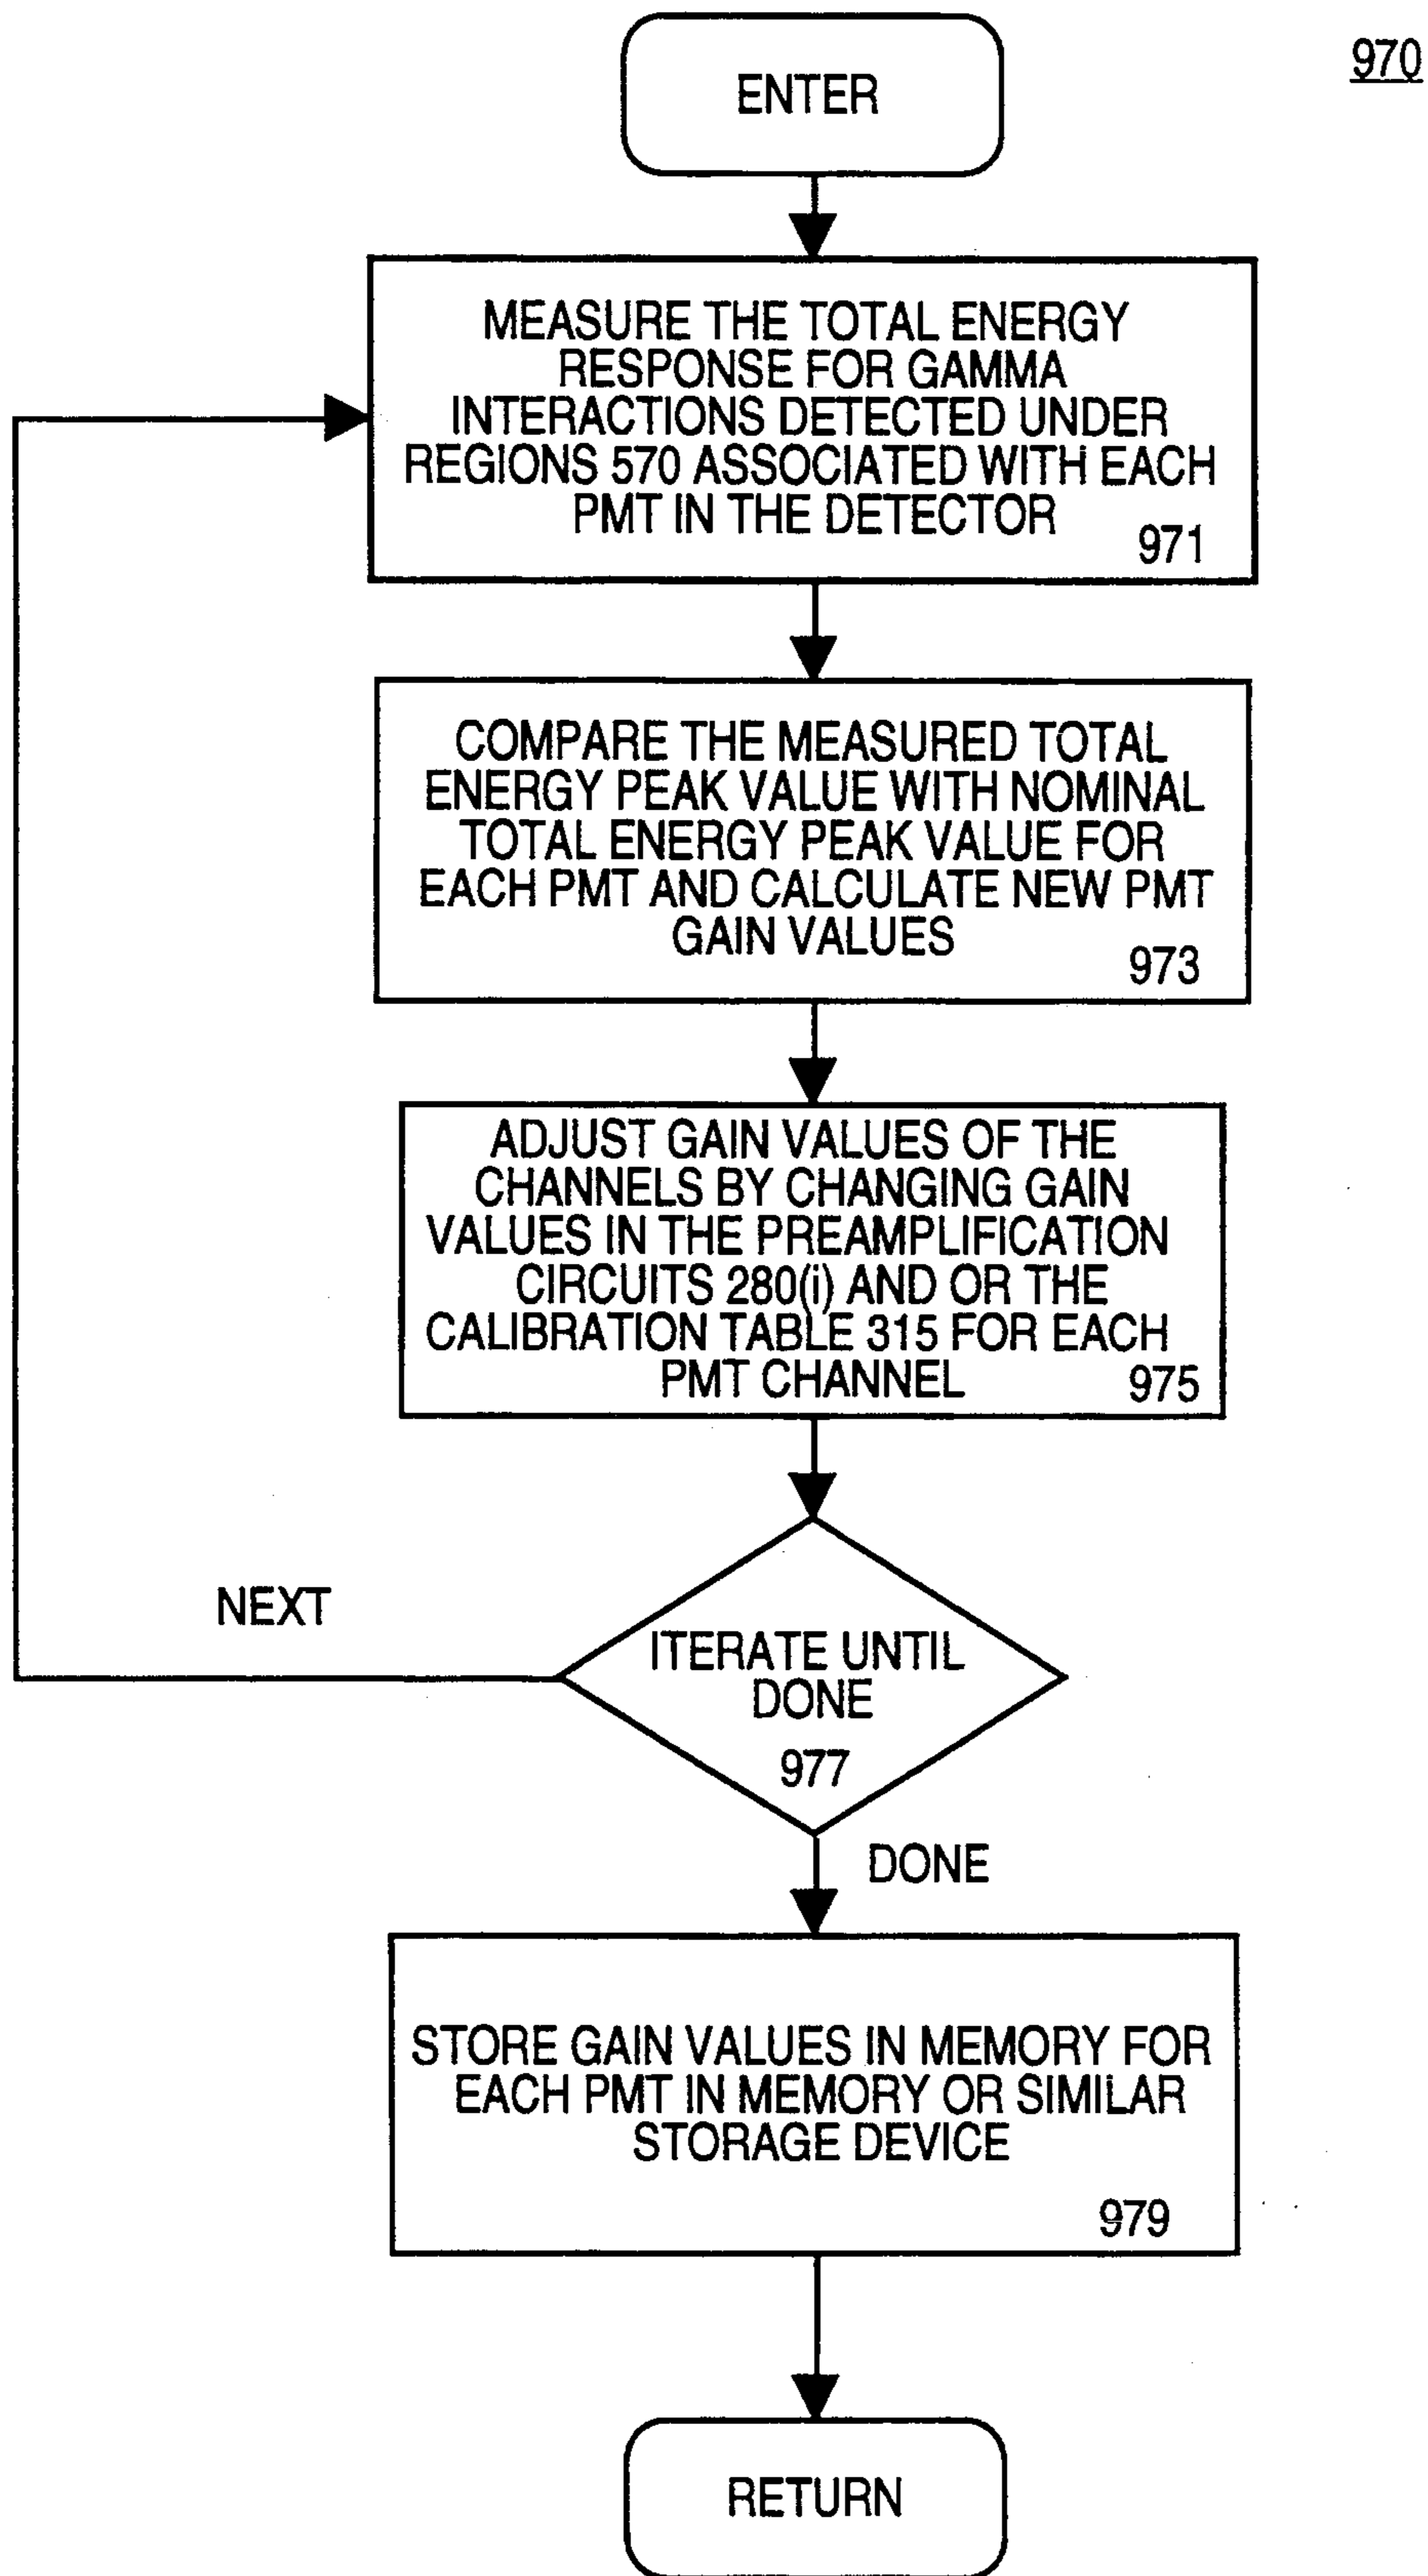 970
ENTER
MEASURE THE TOTAL ENERGY
RESPONSE FOR GAMMA
INTERACTIONS DETECTED UNDER
REGIONS 570 ASSOCIATED WITH EACH
PMT IN THE DETECTOR
971
COMPARE THE MEASURED TOTAL
ENERGY PEAK VALUE WITH NOMINAL
TOTAL ENERGY PEAK VALUE FOR
EACH PMT AND CALCULATE NEW PMT
GAIN VALUES
973
ADJUST GAIN VALUES OF THE
CHANNELS BY CHANGING GAIN
VALUES IN THE PREAMPLIFICATION
CIRCUITS 280(i) AND OR THE
CALIBRATION TABLE 315 FOR EACH
PMT CHANNEL
975
NEXT
ITERATE UNTIL
DONE
977
DONE
STORE GAIN VALUES IN MEMORY FOR
EACH PMT IN MEMORY OR SIMILAR
STORAGE DEVICE
979
RETURN